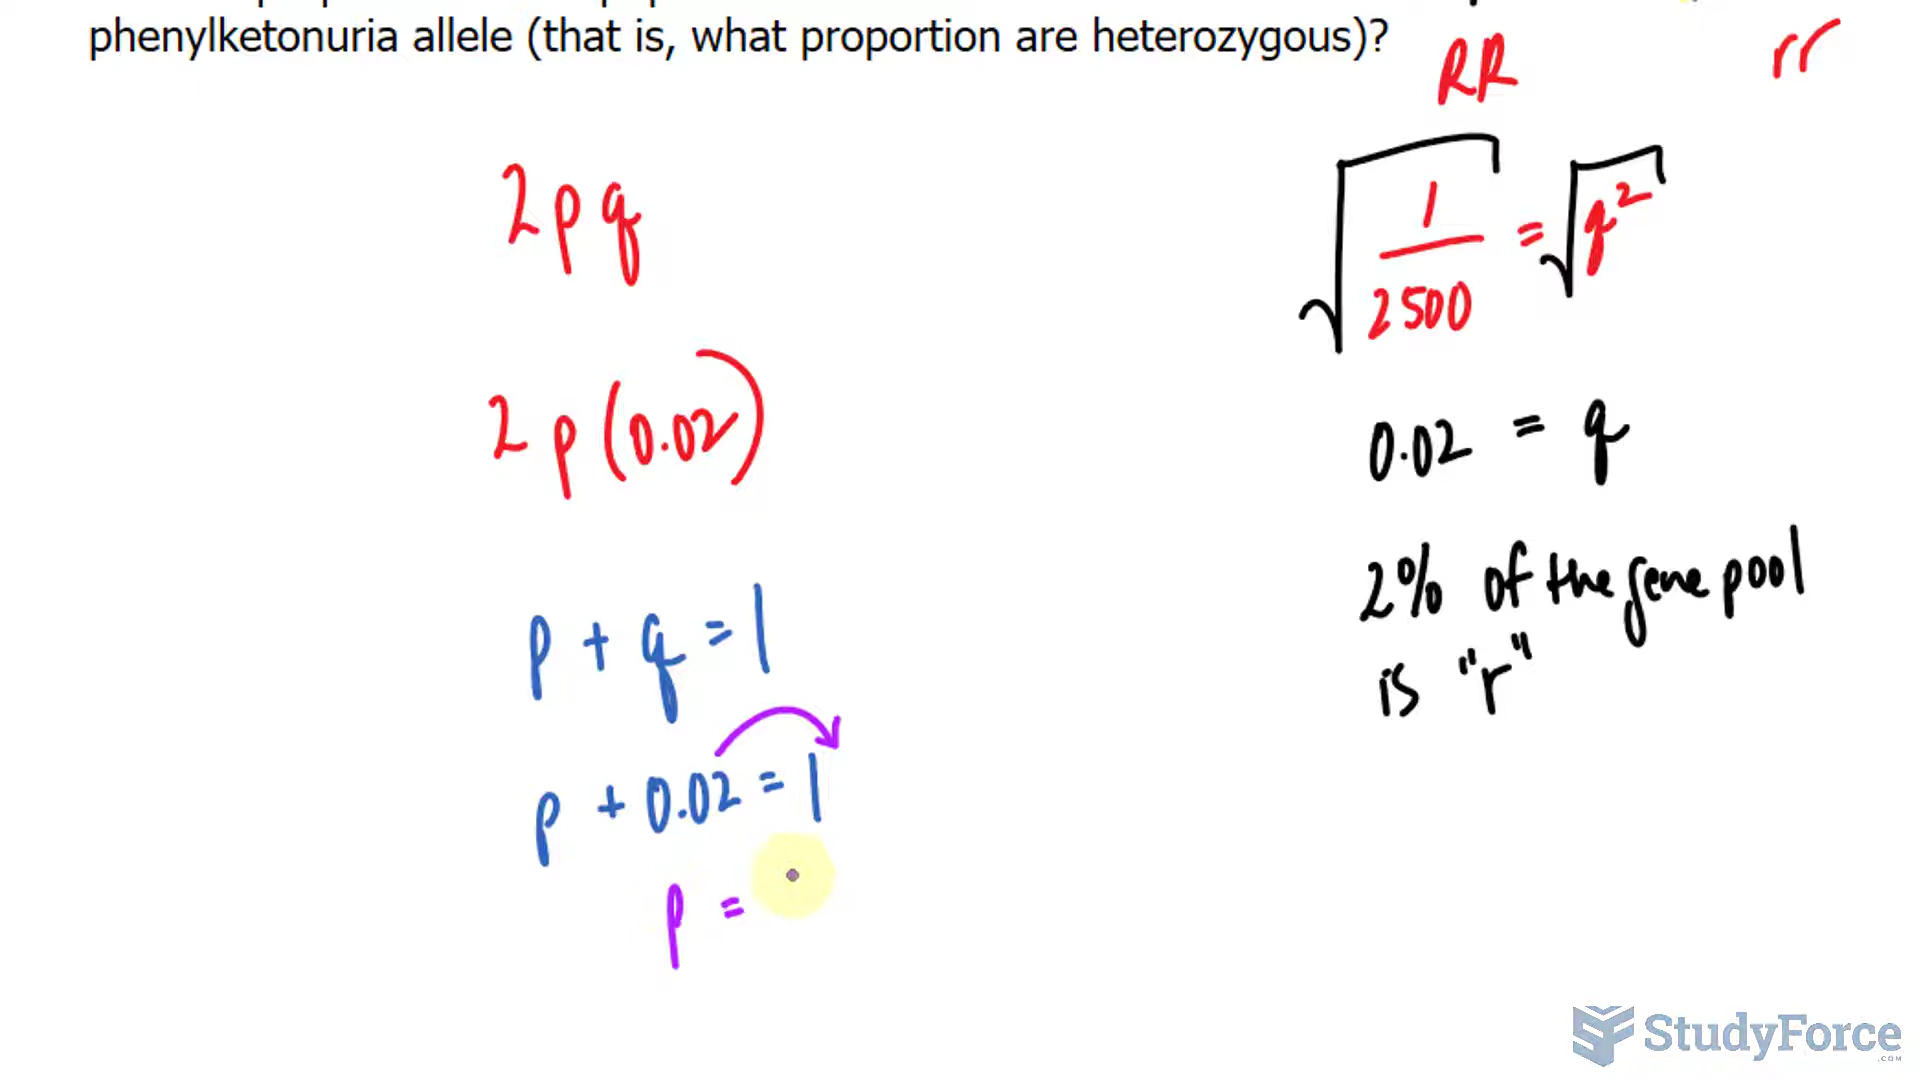 phenylketonuria allele (that is, what proportion are heterozygous)?
RR
rr
2pq
2p(0.02)
p + q = 1
p + 0.02 = 1
p =
√1/2500 = √q²
0.02 = q
2% of the gene pool
is "r"
StudyForce
.COM